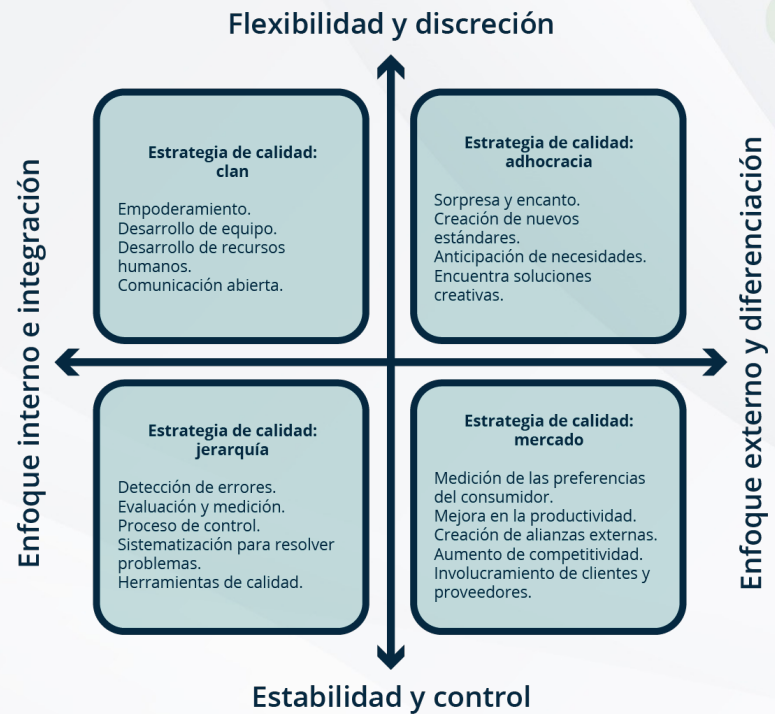 Flexibilidad y discreción
Enfoque interno e integración
Estrategia de calidad:
clan
Empoderamiento.
Desarrollo de equipo.
Desarrollo de recursos
humanos.
Comunicación abierta.
Estrategia de calidad:
adhocracia
Sorpresa y encanto.
Creación de nuevos
estándares.
Anticipación de necesidades.
Encuentra soluciones
creativas.
Enfoque externo y diferenciación
Estrategia de calidad:
jerarquía
Detección de errores.
Evaluación y medición.
Proceso de control.
Sistematización para resolver
problemas.
Herramientas de calidad.
Estrategia de calidad:
mercado
Medición de las preferencias
del consumidor.
Mejora en la productividad.
Creación de alianzas externas.
Aumento de competitividad.
Involucramiento de clientes y
proveedores.
Estabilidad y control